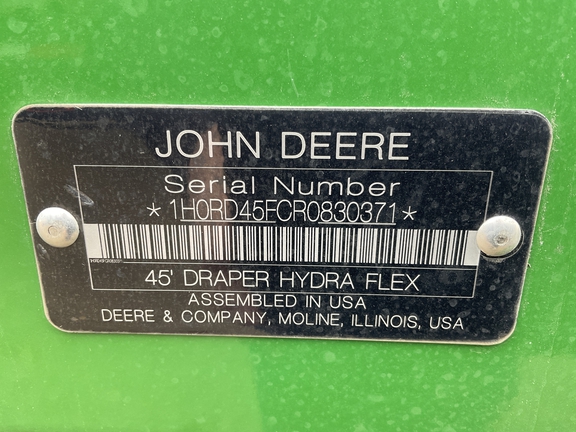 JOHN DEERE
Serial Number
*1H0RD45FCR0830371*
45' DRAPER HYDRA FLEX
ASSEMBLED IN USA
DEERE & COMPANY, MOLINE, ILLINOIS, USA